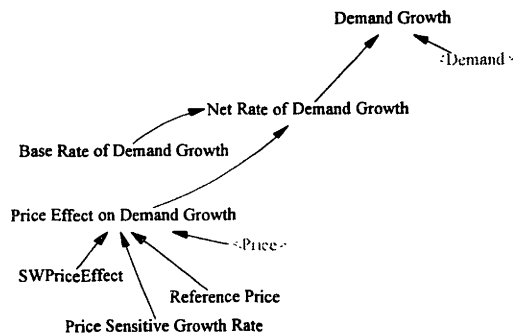 Demand Growth
<Demand>
Net Rate of Demand Growth
Base Rate of Demand Growth
Price Effect on Demand Growth
<Price>
SWPriceEffect
Reference Price
Price Sensitive Growth Rate